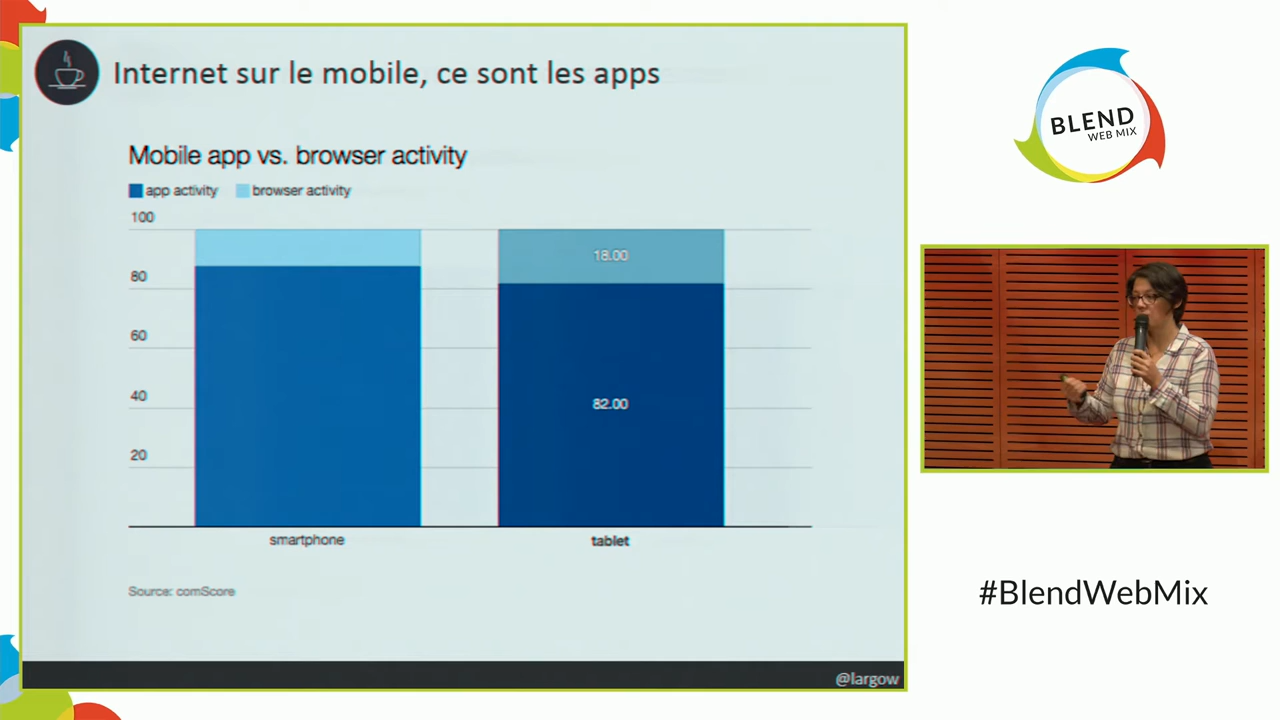 Internet sur le mobile, ce sont les apps
Mobile app vs. browser activity
app activity browser activity
100
80
60
40
20
18.00
82.00
smartphone tablet
Source: comScore
@largow
BLEND
WEB MIX
#BlendWebMix